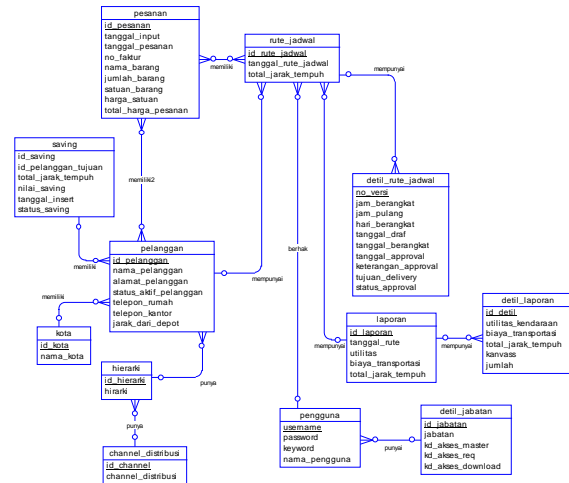 pesanan
id_pesanan
tanggal_input
tanggal_pesanan
no_faktur
nama_barang
jumlah_barang
satuan_barang
harga_satuan
total_harga_pesanan
memiliki
rute_jadwal
id_rute_jadwal
tanggal_rute_jadwal
total_jarak_tempuh
mempunyai
saving
id_saving
id_pelanggan_tujuan
total_jarak_tempuh
nilai_saving
tanggal_insert
status_saving
memiliki2
detil_rute_jadwal
no_versi
jam_berangkat
jam_pulang
hari_berangkat
tanggal_draf
tanggal_berangkat
tanggal_approval
keterangan_approval
tujuan_delivery
status_approval
memiliki
pelanggan
id_pelanggan
nama_pelanggan
alamat_pelanggan
status_aktif_pelanggan
telepon_rumah
telepon_kantor
jarak_dari_depot
mempunyai
berhak
memiliki
kota
id_kota
nama_kota
laporan
id_laporan
tanggal_rute
utilitas
biaya_transportasi
total_jarak_tempuh
mempunyai
mempunyai
detil_laporan
id_detil
utilitas_kendaraan
biaya_transportasi
total_jarak_tempuh
kanvass
jumlah
hierarki
id_hierarki
hirarki
punya
punya
channel_distribusi
id_channel
channel_distribusi
pengguna
username
password
keyword
nama_pengguna
punyai
detil_jabatan
id_jabatan
jabatan
kd_akses_master
kd_akses_req
kd_akses_download